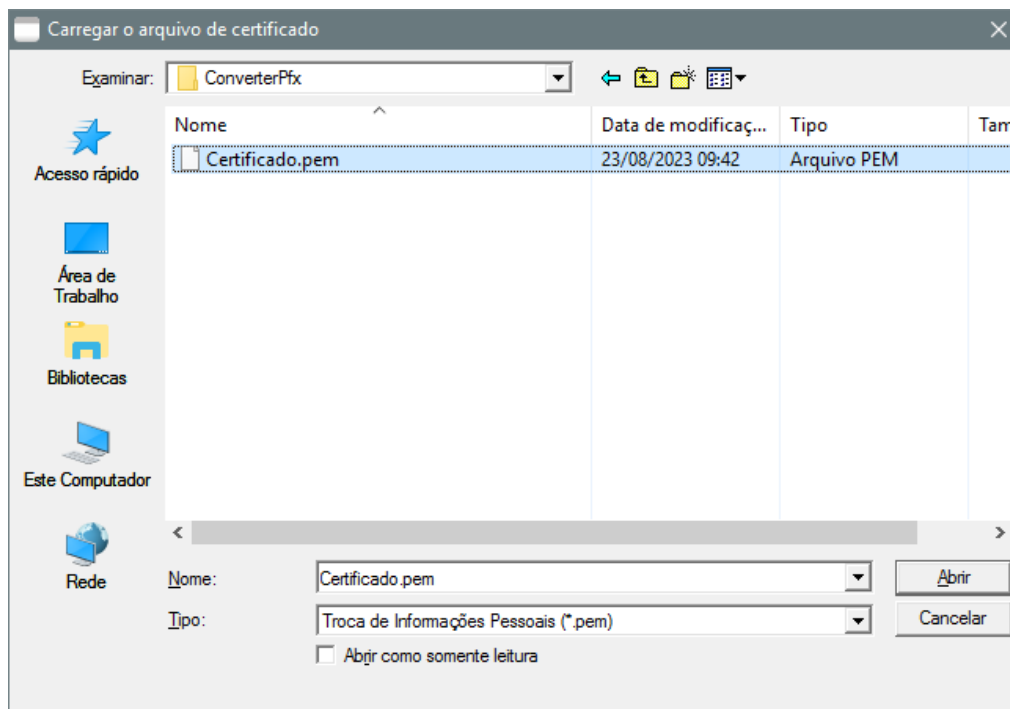 Carregar o arquivo de certificado
Examinar: ConverterPfx
Nome Data de modificaç... Tipo Tam
Certificado.pem 23/08/2023 09:42 Arquivo PEM
Acesso rápido
Área de
Trabalho
Bibliotecas
Este Computador
Rede
Nome: Certificado.pem Abrir
Tipo: Troca de Informações Pessoais (*.pem) Cancelar
Abrir como somente leitura